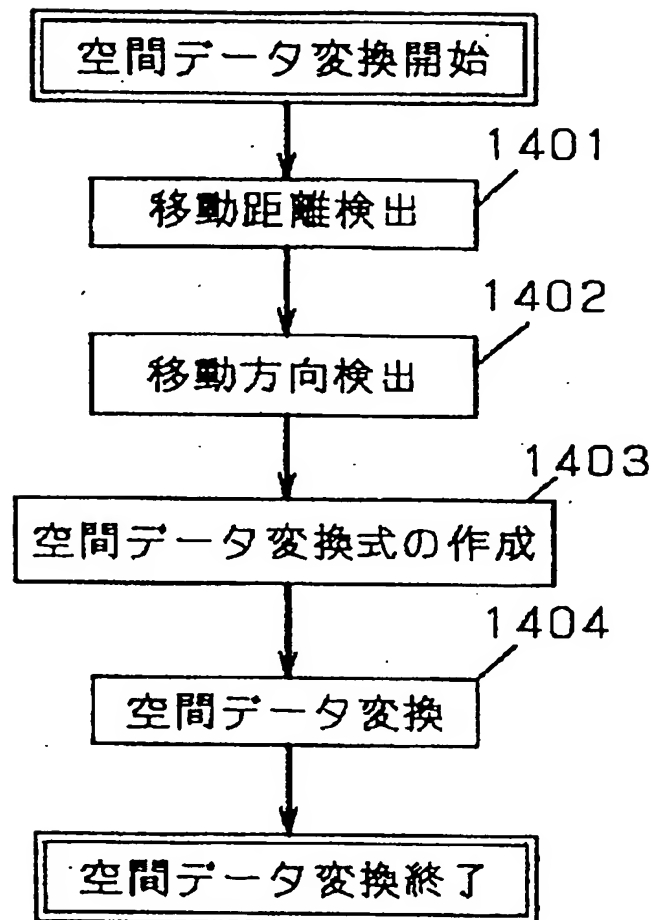 空間データ変換開始
1401
移動距離検出
1402
移動方向検出
1403
空間データ変換式の作成
1404
空間データ変換
空間データ変換終了